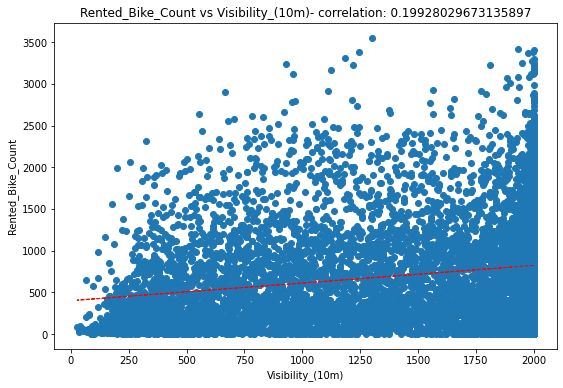 Rented_Bike_Count vs Visibility_(10m)- correlation: 0.19928029673135897
3500
3000
2500
2000
1500
1000
500
0
Rented_Bike_Count
0 250 500 750 1000 1250 1500 1750 2000
Visibility_(10m)